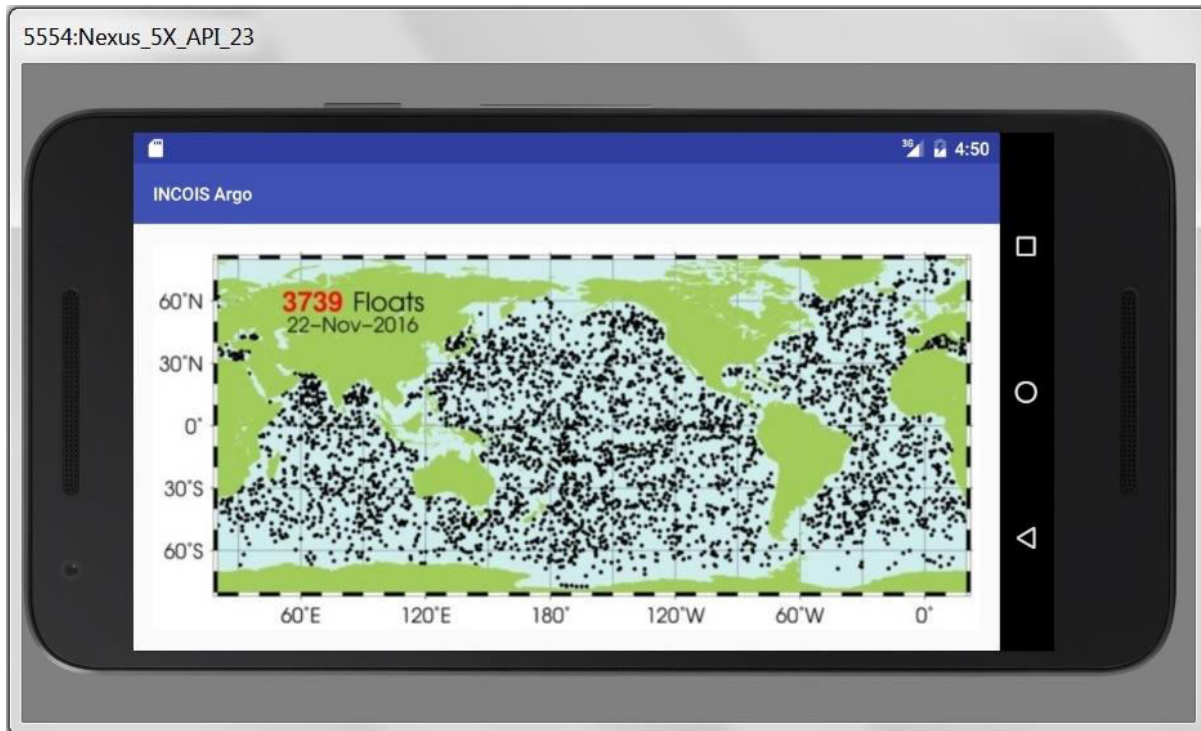 5554:Nexus_5X_API_23
3G 4:50
INCOIS Argo
3739 Floats
22-Nov-2016
60°N
30°N
0°
30°S
60°S
60°E 120°E 180° 120°W 60°W 0°